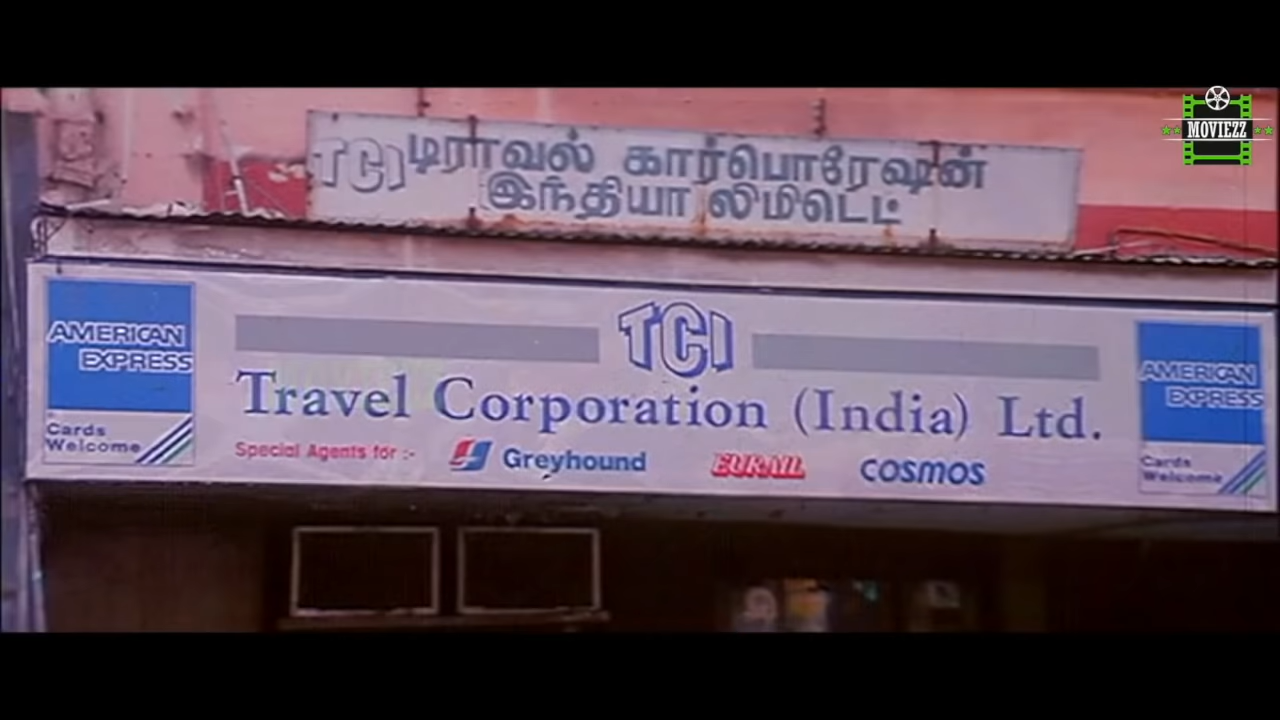 MOVIEZZ
TCI டிராவல் கார்பொரேஷன்
இந்தியா லிமிடெட்
AMERICAN
EXPRESS
Cards
Welcome
TCI
Travel Corporation (India) Ltd.
Special Agents for :- Greyhound EURAIL COSMOS
AMERICAN
EXPRESS
Cards
Welcome